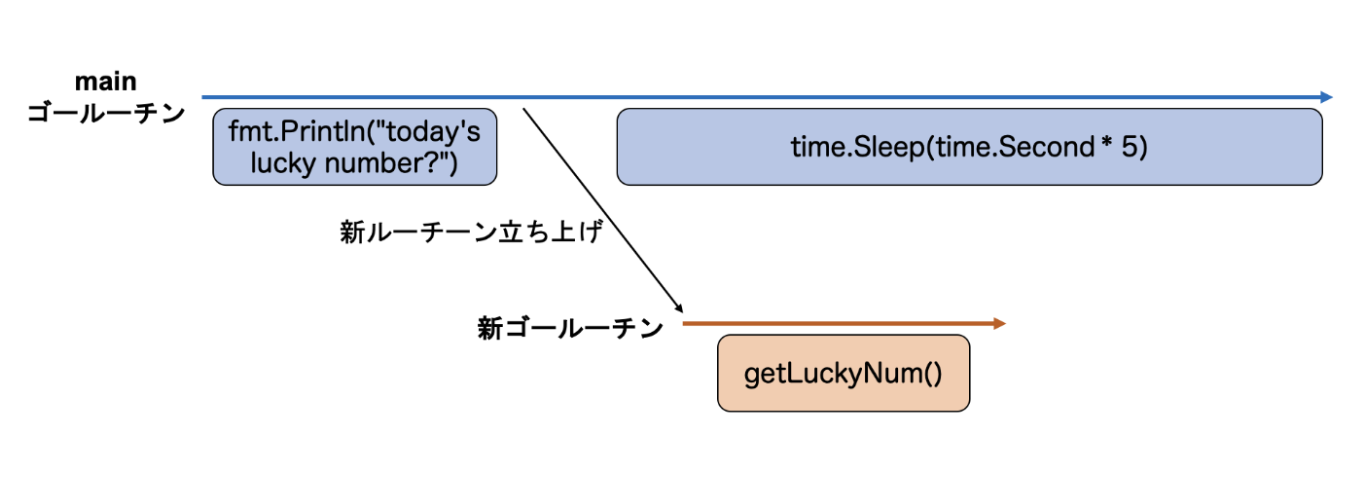 main
ゴールーチン
fmt.Println("today's
lucky number?")
time.Sleep(time.Second * 5)
新ルーチーン立ち上げ
新ゴールーチン
getLuckyNum()